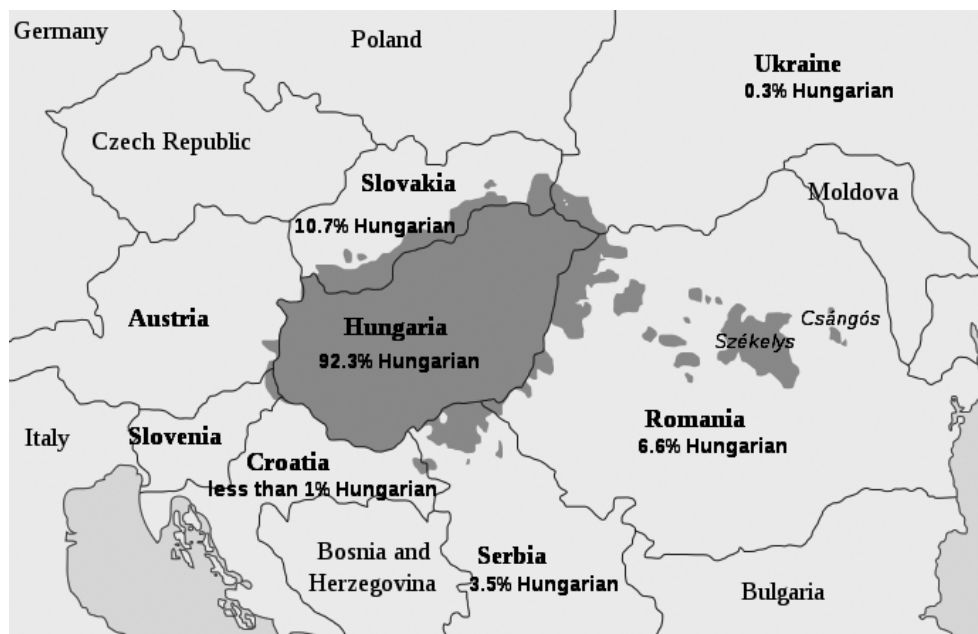 Germany
Poland
Ukraine
0.3% Hungarian
Czech Republic
Slovakia
10.7% Hungarian
Moldova
Austria
Hungaria
92.3% Hungarian
Csángós
Székelys
Romania
6.6% Hungarian
Italy
Slovenia
Croatia
less than 1% Hungarian
Bosnia and
Herzegovina
Serbia
3.5% Hungarian
Bulgaria